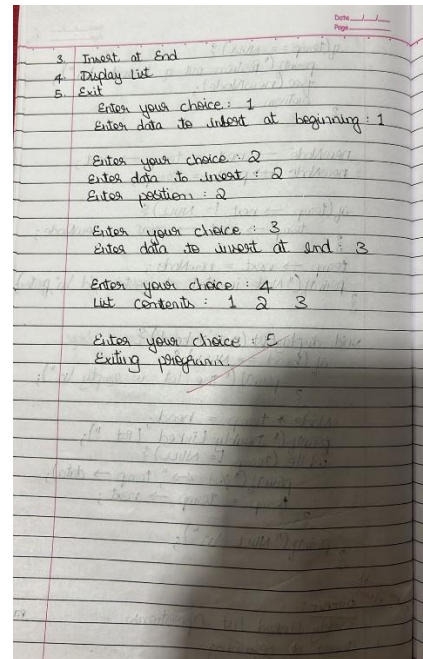 Date
Page
3. Insert at End
4. Display List
5. Exit
Enter your choice : 1
Enter data to insert at beginning : 1
Enter your choice : 2
Enter data to insert : 2
Enter position : 2
Enter your choice : 3
Enter data to insert at end : 3
Enter your choice : 4
List contents : 1 2 3
Enter your choice : 5
Exiting program.